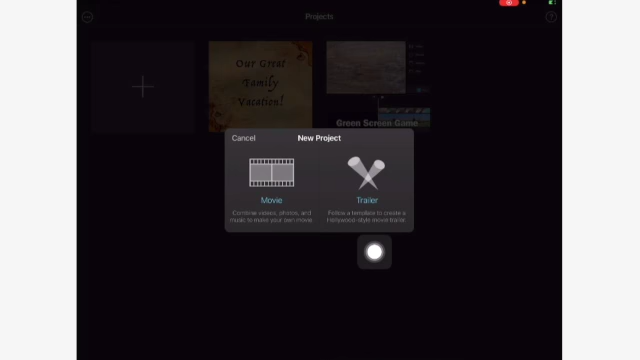 Projects
?
Our Great
Family
Vacation!
Green Screen Game
Cancel
New Project
Movie
Combine videos, photos, and
music to make your own movie.
Trailer
Follow a template to create a
Hollywood-style movie trailer.